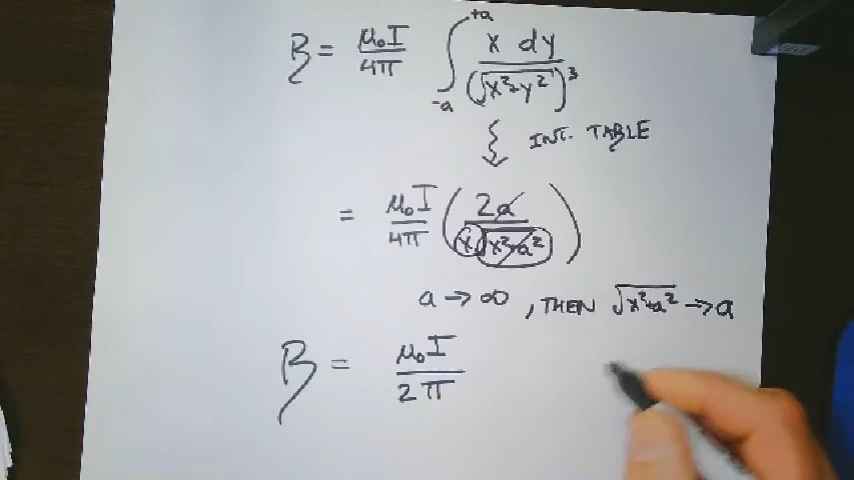 B = μ₀I/4π ∫₋ₐ⁺ᵃ x dy/(√x²+y²)³
INT. TABLE
= μ₀I/4π (2a/x√x²+a²)
a → ∞, THEN √x²+a² → a
B = μ₀I/2π